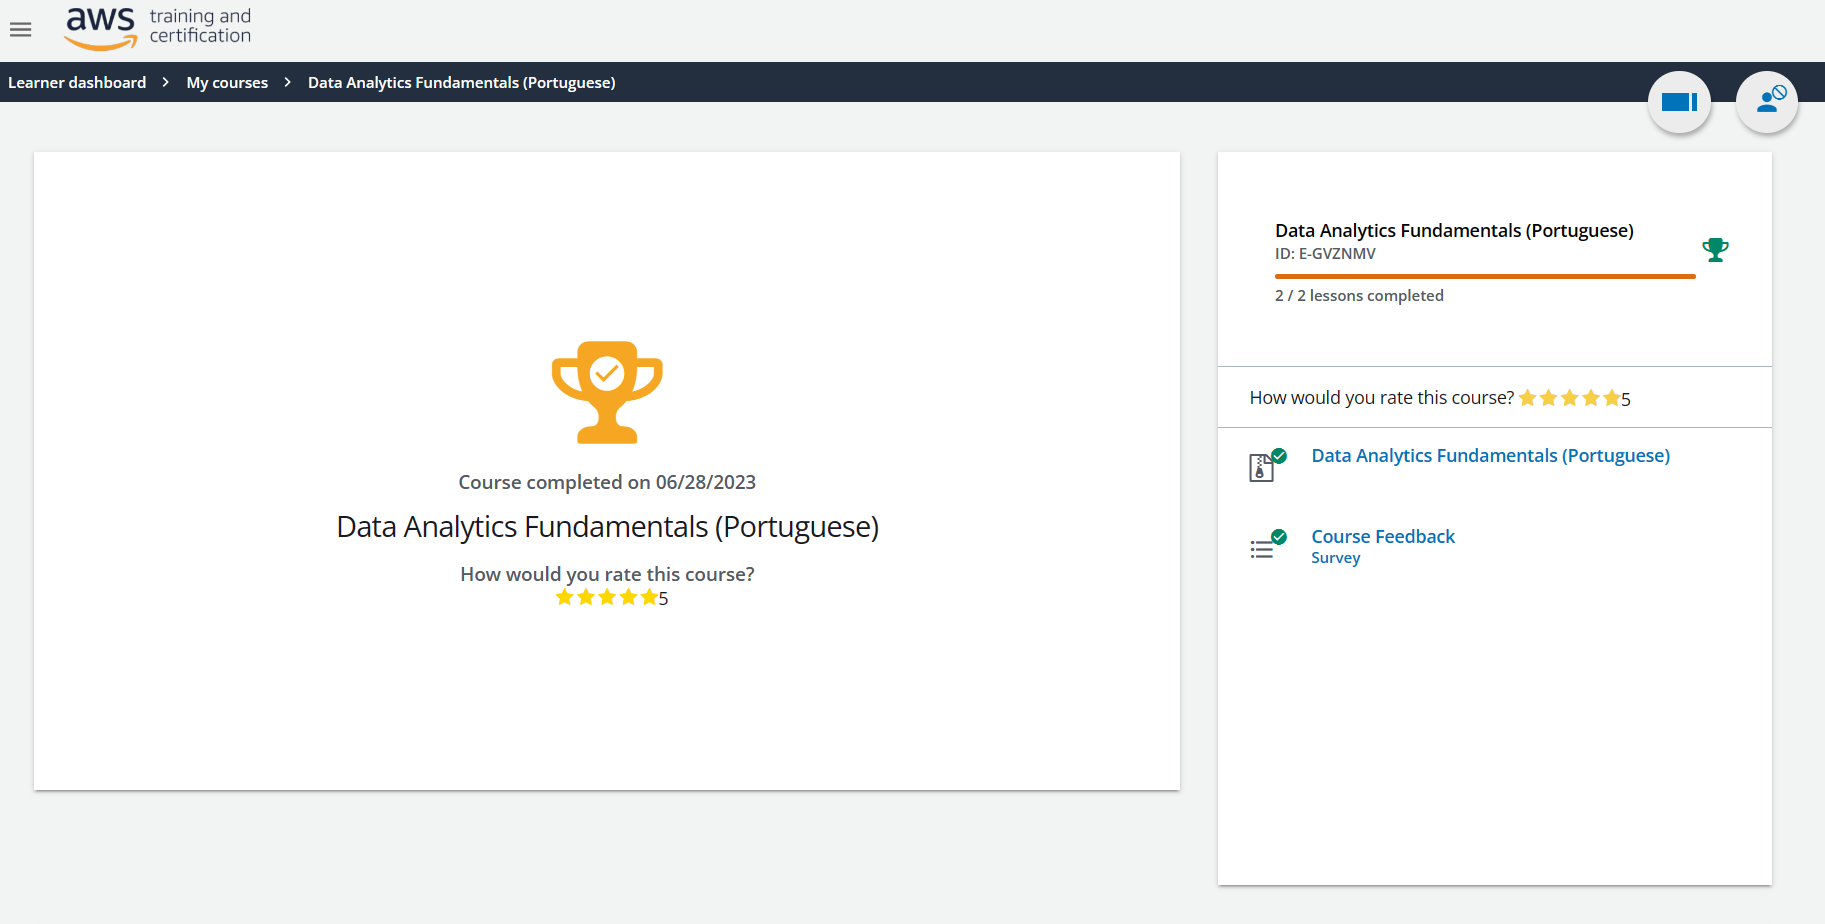 aws training and
certification
Learner dashboard > My courses > Data Analytics Fundamentals (Portuguese)
Course completed on 06/28/2023
Data Analytics Fundamentals (Portuguese)
How would you rate this course?
5
Data Analytics Fundamentals (Portuguese)
ID: E-GVZNMV
2 / 2 lessons completed
How would you rate this course? 5
Data Analytics Fundamentals (Portuguese)
Course Feedback
Survey